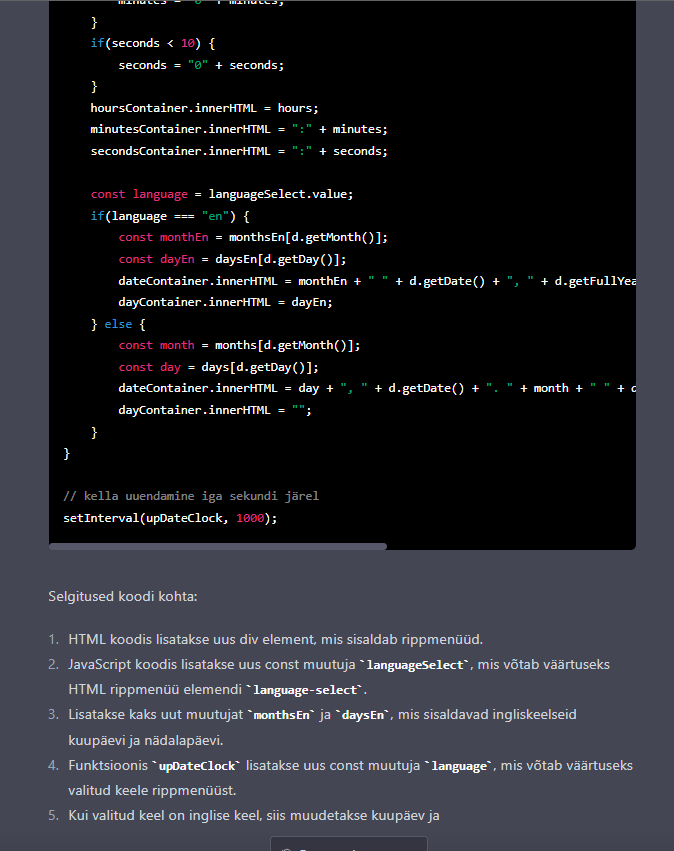 minutes = "0" + minutes;
}
if(seconds < 10) {
seconds = "0" + seconds;
}
hoursContainer.innerHTML = hours;
minutesContainer.innerHTML = ":" + minutes;
secondsContainer.innerHTML = ":" + seconds;
const language = languageSelect.value;
if(language === "en") {
const monthEn = monthsEn[d.getMonth()];
const dayEn = daysEn[d.getDay()];
dateContainer.innerHTML = monthEn + " " + d.getDate() + ", " + d.getFullYea
dayContainer.innerHTML = dayEn;
} else {
const month = months[d.getMonth()];
const day = days[d.getDay()];
dateContainer.innerHTML = day + ", " + d.getDate() + ". " + month + " " + d
dayContainer.innerHTML = "";
}
}
// kella uuendamine iga sekundi järel
setInterval(upDateClock, 1000);
Selgitused koodi kohta:
1. HTML koodis lisatakse uus div element, mis sisaldab rippmenüüd.
2. JavaScript koodis lisatakse uus const muutuja `languageSelect`, mis võtab väärtuseks
HTML rippmenüü elemendi `language-select`.
3. Lisatakse kaks uut muutujat `monthsEn` ja `daysEn`, mis sisaldavad ingliskeelseid
kuupäevi ja nädalapäevi.
4. Funktsioonis `upDateClock` lisatakse uus const muutuja `language`, mis võtab väärtuseks
valitud keele rippmenüüst.
5. Kui valitud keel on inglise keel, siis muudetakse kuupäev ja